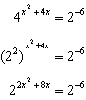 4^{x^2 + 4x} = 2^{-6}
(2^2)^{x^2 + 4x} = 2^{-6}
2^{2x^2 + 8x} = 2^{-6}